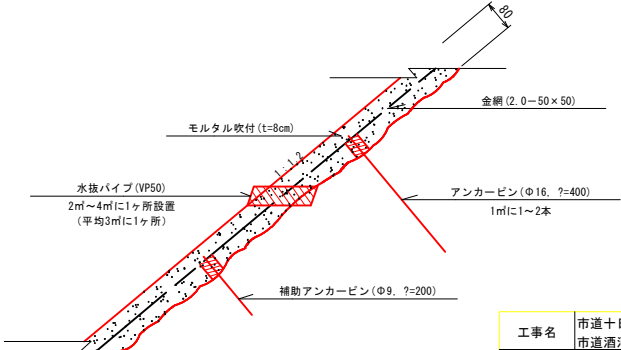 80
金網(2.0−50×50)
モルタル吹付(t=8cm)
1:1.2
水抜パイプ(VP50)
2㎡～4㎡に1ヶ所設置
(平均3㎡に1ヶ所)
アンカーピン(Φ16. ?=400)
1㎡に1～2本
補助アンカーピン(Φ9. ?=200)
工事名
市道十
市道酒